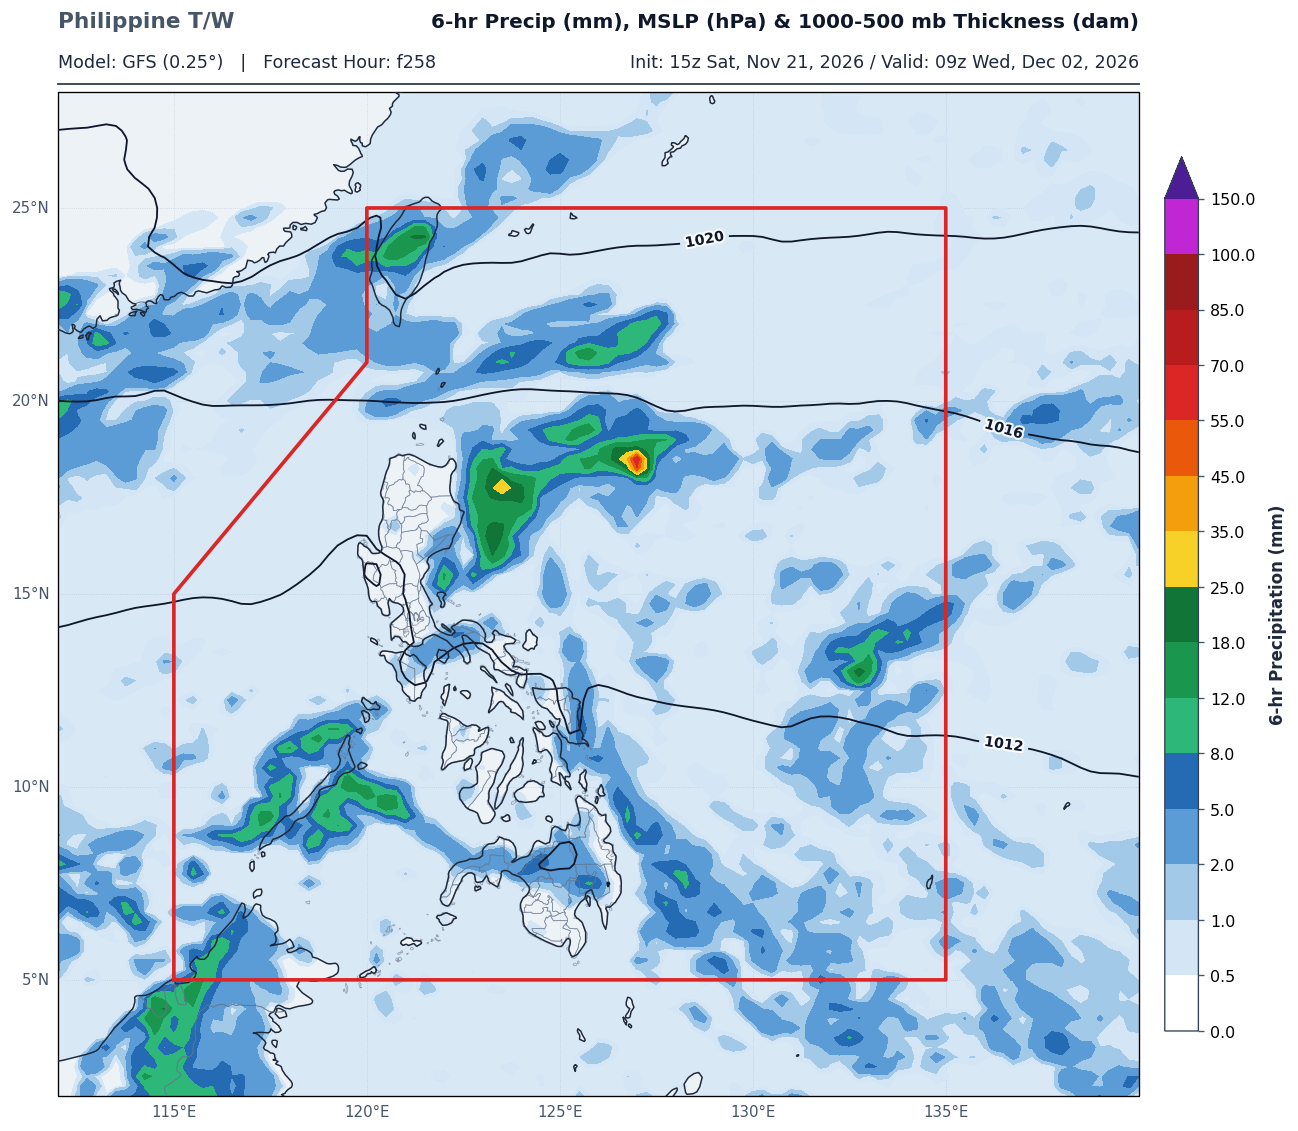 Philippine T/W
6-hr Precip (mm), MSLP (hPa) & 1000-500 mb Thickness (dam)
Model: GFS (0.25°) | Forecast Hour: f258
Init: 15z Sat, Nov 21, 2026 / Valid: 09z Wed, Dec 02, 2026
25°N
20°N
15°N
10°N
5°N
115°E
120°E
125°E
130°E
135°E
1020
1016
1012
150.0
100.0
85.0
70.0
55.0
45.0
35.0
25.0
18.0
12.0
8.0
5.0
2.0
1.0
0.5
0.0
6-hr Precipitation (mm)